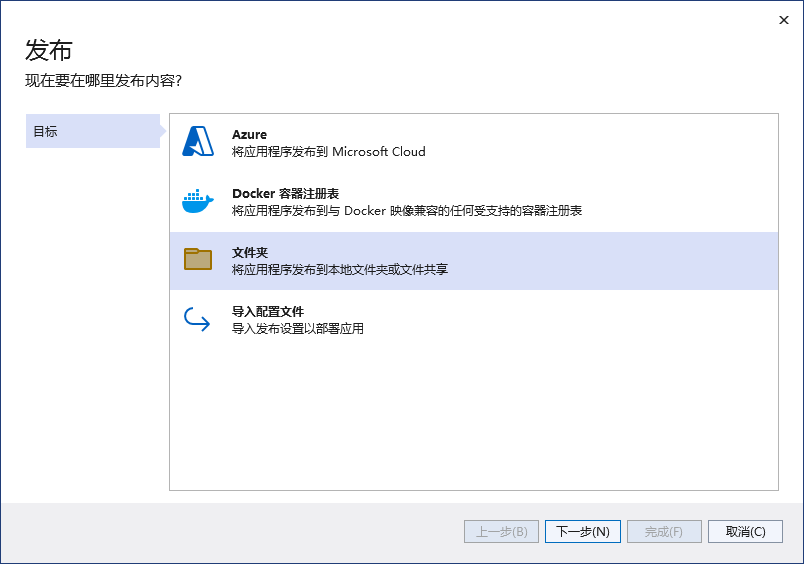 发布
现在要在哪里发布内容?
目标
Azure
将应用程序发布到 Microsoft Cloud
Docker 容器注册表
将应用程序发布到与 Docker 映像兼容的任何受支持的容器注册表
文件夹
将应用程序发布到本地文件夹或文件共享
导入配置文件
导入发布设置以部署应用
上一步(B)
下一步(N)
完成(F)
取消(C)